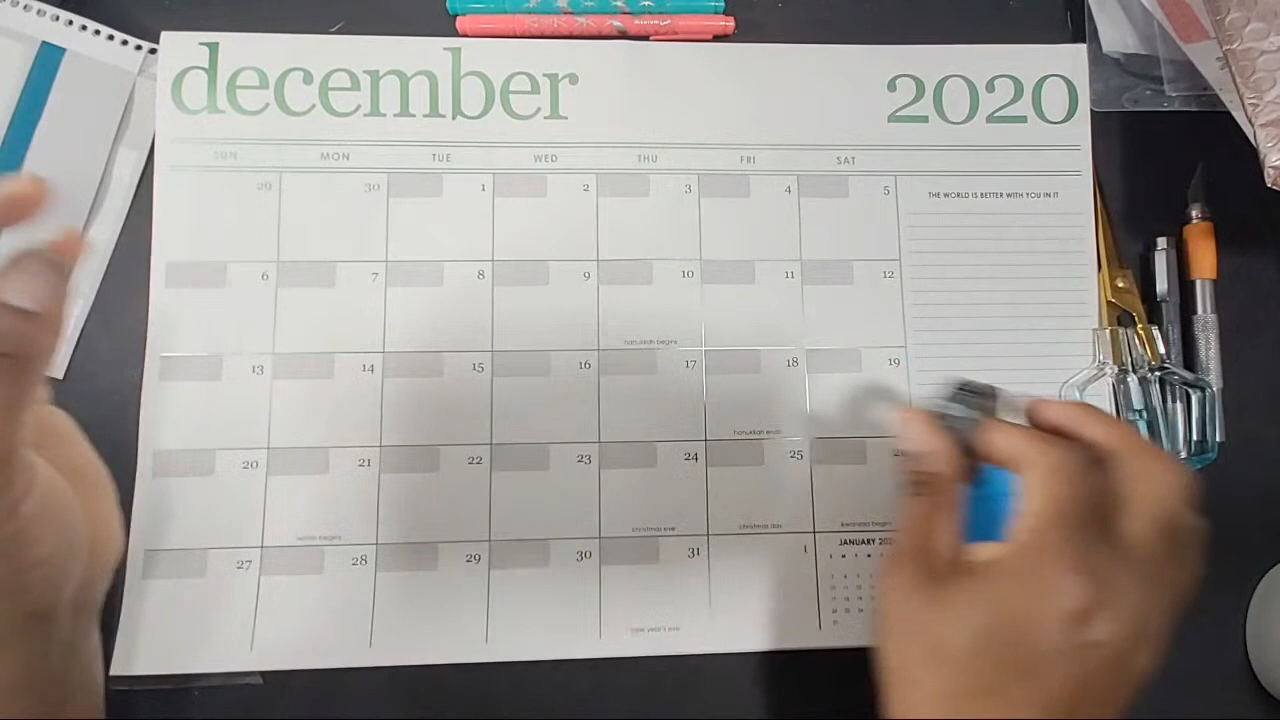 december 2020
SUN MON TUE WED THU FRI SAT
29 30 1 2 3 4 5
THE WORLD IS BETTER WITH YOU IN IT
6 7 8 9 10 11 12
hanukkah begins
13 14 15 16 17 18 19
hanukkah ends
20 21 22 23 24 25
winter begins christmas eve christmas day kwanzaa begins
27 28 29 30 31 1
JANUARY
new year's eve